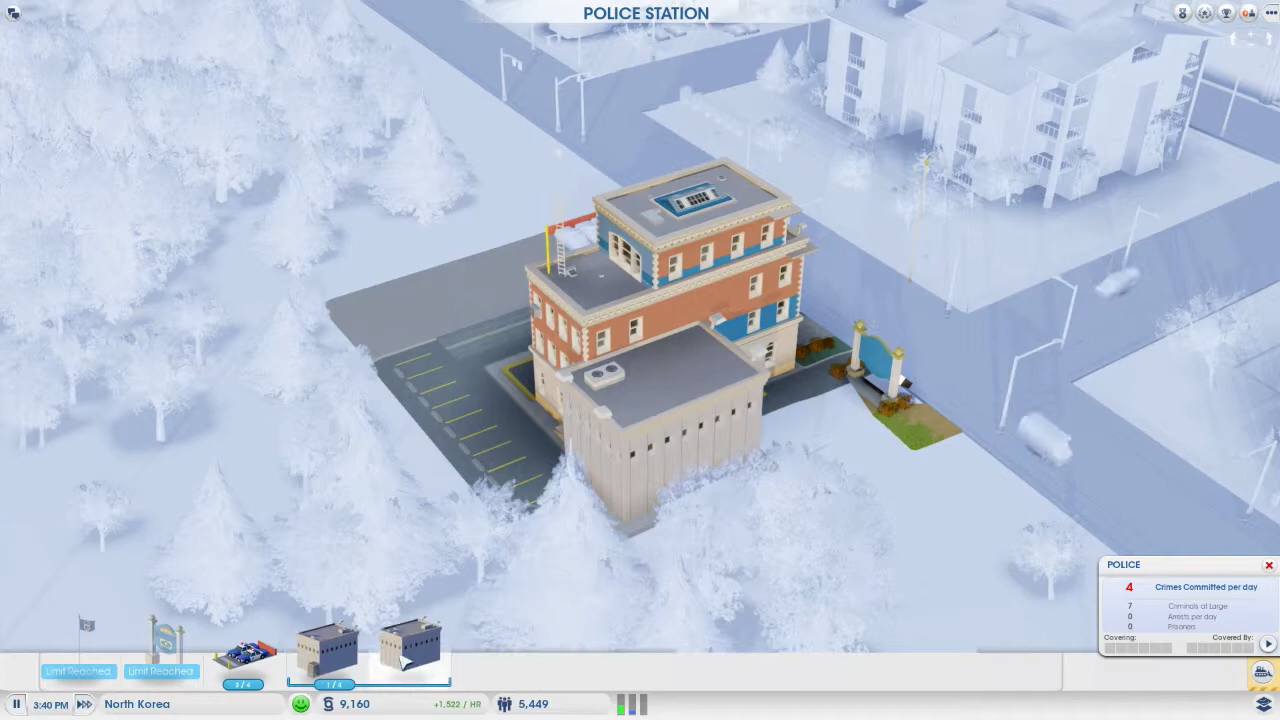 POLICE STATION
POLICE
4 Crimes Committed per day
7 Criminals at Large
0 Arrests per day
0 Prisoners
Covering: Covered By:
Limit Reached
Limit Reached
3 / 4
1 / 4
3:40 PM
North Korea
9,160
+1,522 / HR
5,449